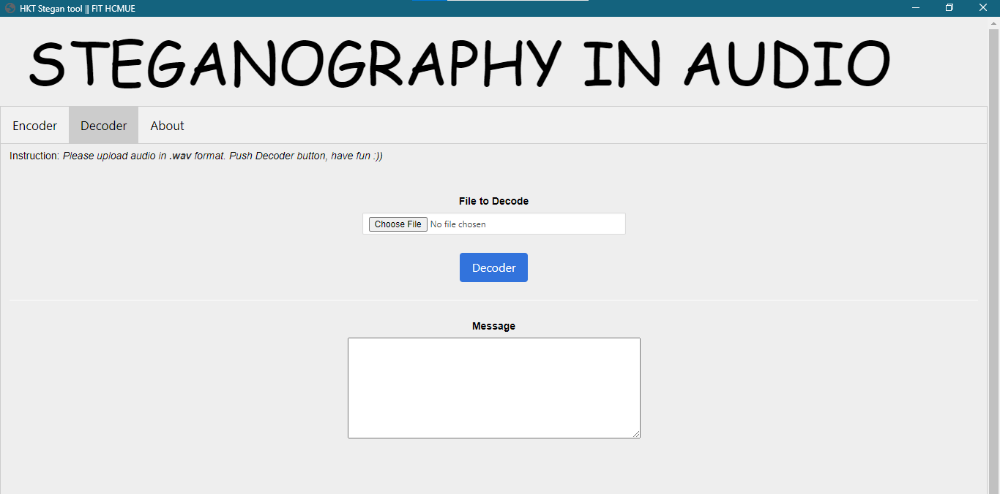 HKT Stegan tool || FIT HCMUE
STEGANOGRAPHY IN AUDIO
Encoder Decoder About
Instruction: Please upload audio in .wav format. Push Decoder button, have fun :))
File to Decode
Choose File No file chosen
Decoder
Message